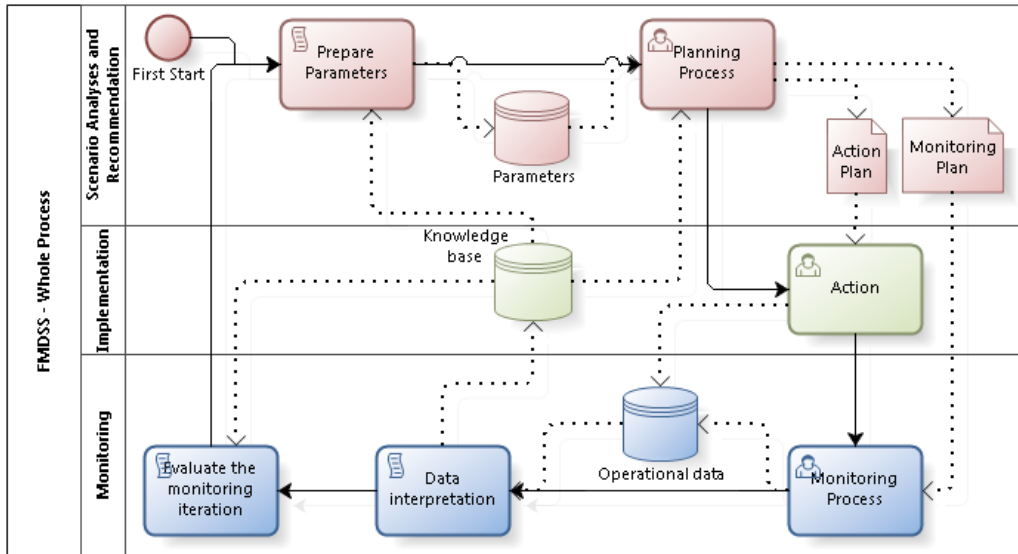 FMDSS - Whole Process
Scenario Analyses and
Recommendation
First Start
Prepare
Parameters
Parameters
Planning
Process
Action
Plan
Monitoring
Plan
Implementation
Knowledge
base
Action
Monitoring
Evaluate the
monitoring
iteration
Data
interpretation
Operational data
Monitoring
Process